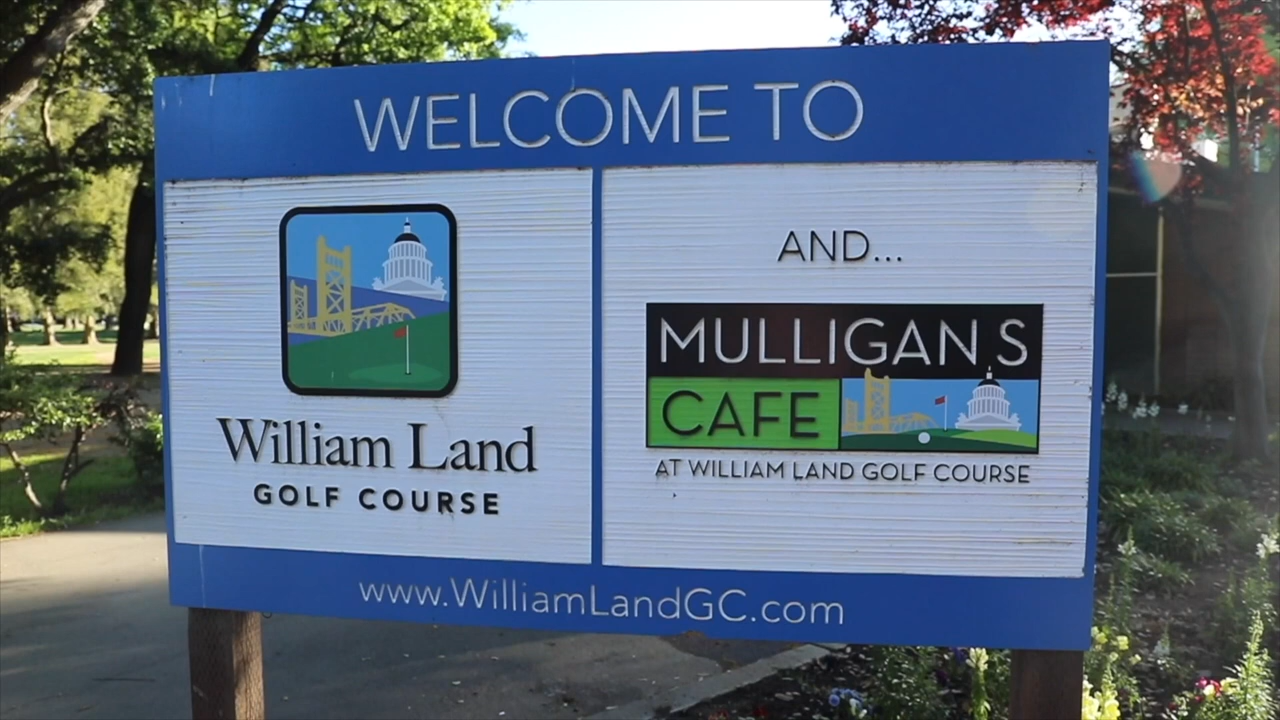 WELCOME TO
William Land
GOLF COURSE
AND...
MULLIGAN S
CAFE
AT WILLIAM LAND GOLF COURSE
www.WilliamLandGC.com